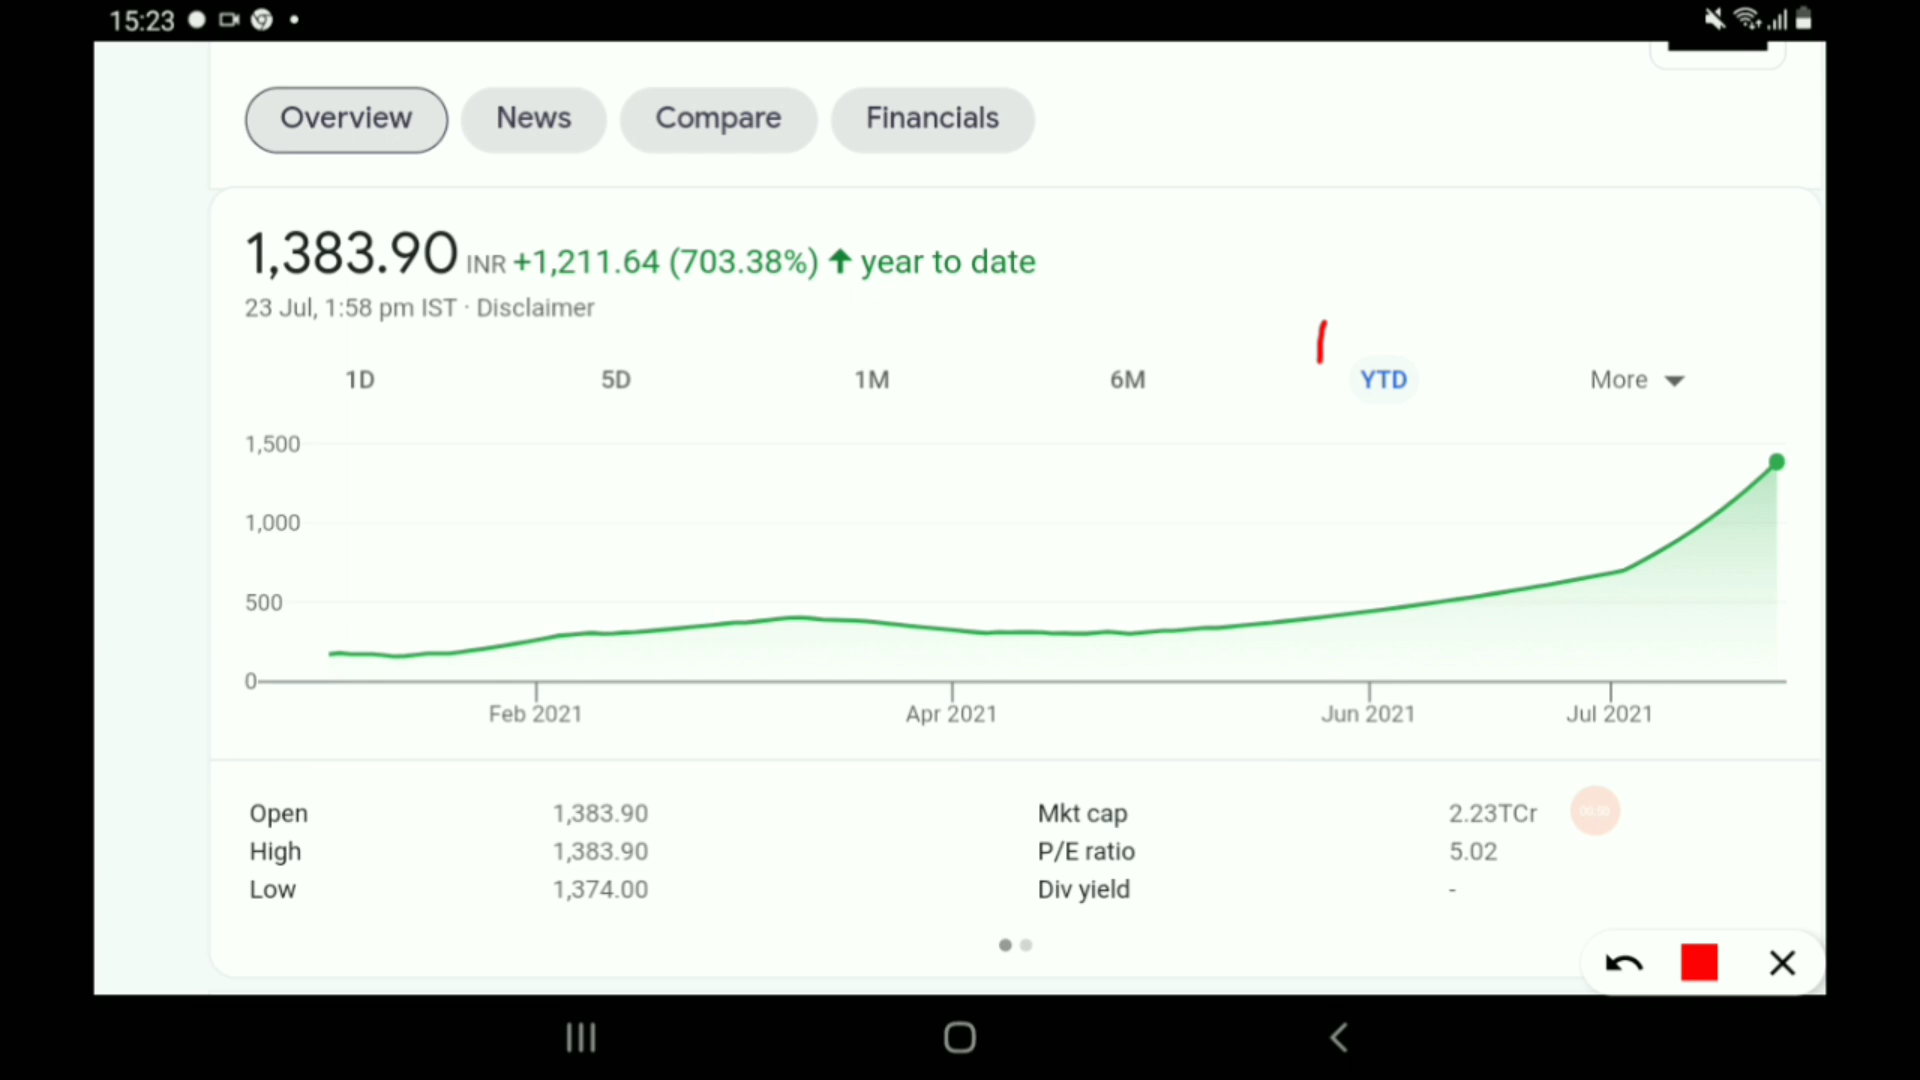 15:23
Overview News Compare Financials
1,383.90 INR +1,211.64 (703.38%) ↑ year to date
23 Jul, 1:58 pm IST · Disclaimer
1D 5D 1M 6M YTD More
1,500
1,000
500
0
Feb 2021 Apr 2021 Jun 2021 Jul 2021
Open 1,383.90 Mkt cap 2.23TCr
High 1,383.90 P/E ratio 5.02
Low 1,374.00 Div yield -